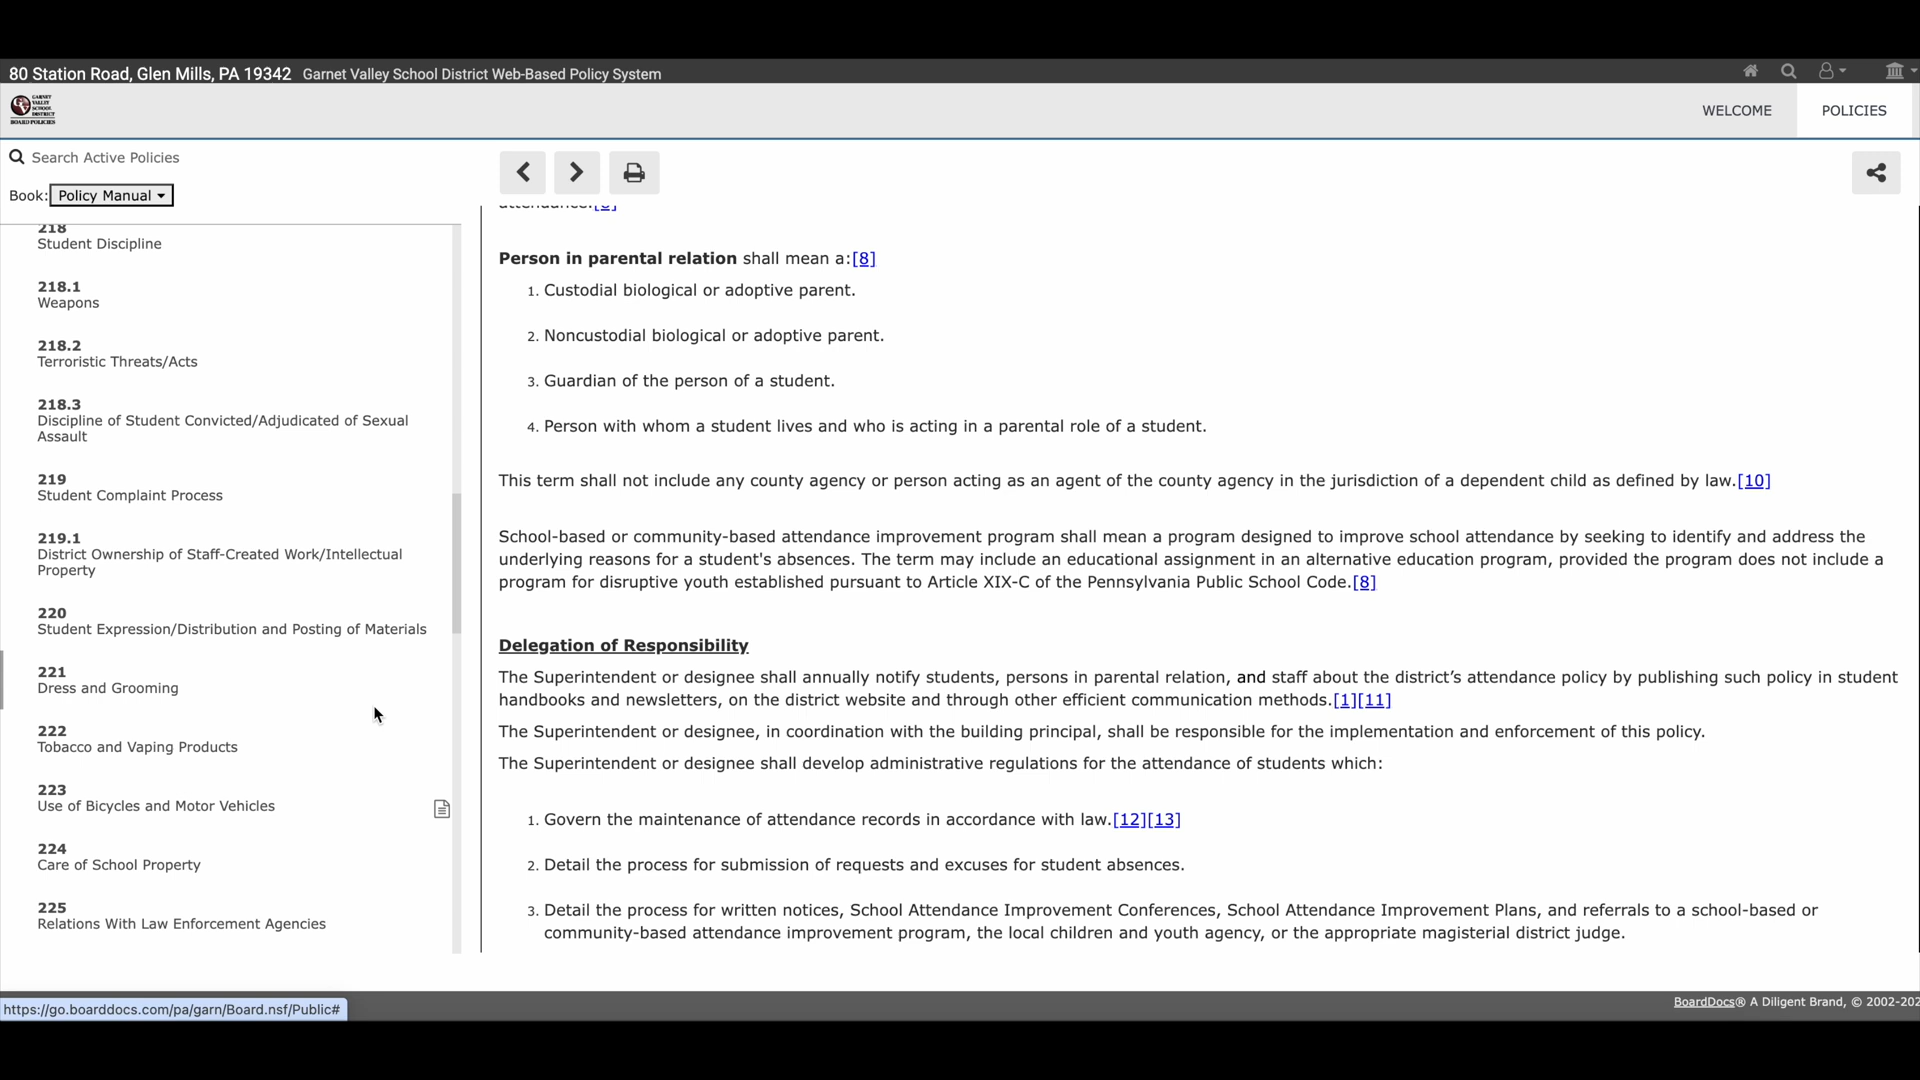 80 Station Road, Glen Mills, PA 19342 Garnet Valley School District Web-Based Policy System
GARNET
VALLEY
SCHOOL
DISTRICT
BOARD POLICIES
WELCOME
POLICIES
Search Active Policies
Book: Policy Manual
218
Student Discipline
218.1
Weapons
218.2
Terroristic Threats/Acts
218.3
Discipline of Student Convicted/Adjudicated of Sexual
Assault
219
Student Complaint Process
219.1
District Ownership of Staff-Created Work/Intellectual
Property
220
Student Expression/Distribution and Posting of Materials
221
Dress and Grooming
222
Tobacco and Vaping Products
223
Use of Bicycles and Motor Vehicles
224
Care of School Property
225
Relations With Law Enforcement Agencies
attendance.
Person in parental relation shall mean a:[8]
1. Custodial biological or adoptive parent.
2. Noncustodial biological or adoptive parent.
3. Guardian of the person of a student.
4. Person with whom a student lives and who is acting in a parental role of a student.
This term shall not include any county agency or person acting as an agent of the county agency in the jurisdiction of a dependent child as defined by law.[10]
School-based or community-based attendance improvement program shall mean a program designed to improve school attendance by seeking to identify and address the
underlying reasons for a student's absences. The term may include an educational assignment in an alternative education program, provided the program does not include a
program for disruptive youth established pursuant to Article XIX-C of the Pennsylvania Public School Code.[8]
Delegation of Responsibility
The Superintendent or designee shall annually notify students, persons in parental relation, and staff about the district's attendance policy by publishing such policy in student
handbooks and newsletters, on the district website and through other efficient communication methods.[1][11]
The Superintendent or designee, in coordination with the building principal, shall be responsible for the implementation and enforcement of this policy.
The Superintendent or designee shall develop administrative regulations for the attendance of students which:
1. Govern the maintenance of attendance records in accordance with law.[12][13]
2. Detail the process for submission of requests and excuses for student absences.
3. Detail the process for written notices, School Attendance Improvement Conferences, School Attendance Improvement Plans, and referrals to a school-based or
community-based attendance improvement program, the local children and youth agency, or the appropriate magisterial district judge.
https://go.boarddocs.com/pa/garn/Board.nsf/Public#
BoardDocs® A Diligent Brand, © 2002-202